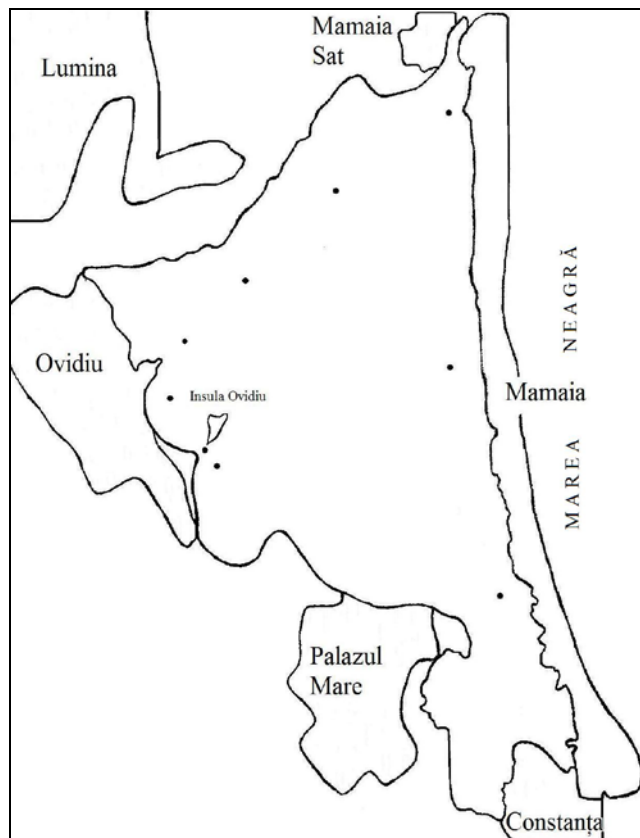 Mamaia
Sat
Lumina
NEAGRĂ
Ovidiu
Insula Ovidiu
Mamaia
MAREA
Palazul
Mare
Constanța